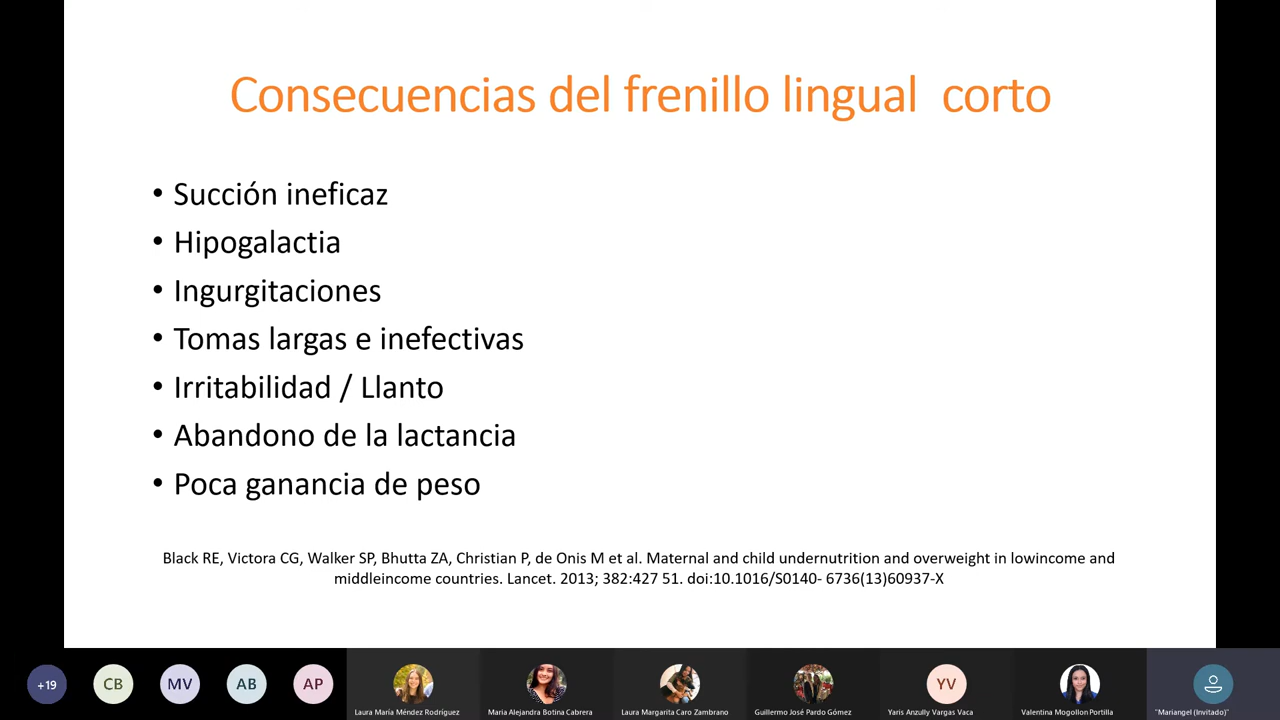 Consecuencias del frenillo lingual corto
• Succión ineficaz
• Hipogalactia
• Ingurgitaciones
• Tomas largas e inefectivas
• Irritabilidad / Llanto
• Abandono de la lactancia
• Poca ganancia de peso
Black RE, Victora CG, Walker SP, Bhutta ZA, Christian P, de Onis M et al. Maternal and child undernutrition and overweight in lowincome and
middleincome countries. Lancet. 2013; 382:427 51. doi:10.1016/S0140- 6736(13)60937-X
+19
CB
MV
AB
AP
YV
Laura María Méndez Rodríguez
Maria Alejandra Botina Cabrera
Laura Margarita Caro Zambrano
Guillermo José Pardo Gómez
Yaris Anzully Vargas Vaca
Valentina Mogollon Portilla
"Mariangel (Invitado)"